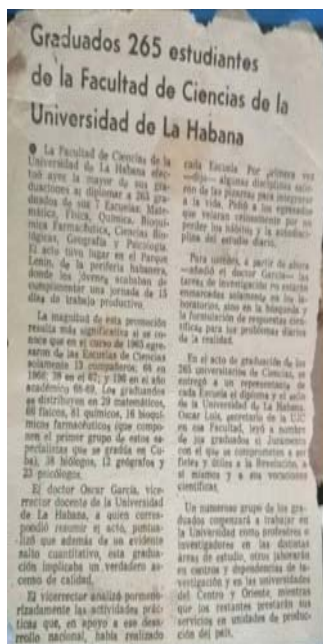 Graduados 265 estudiantes
de la Facultad de Ciencias de la
Universidad de La Habana
● La Facultad de Ciencias de la
Universidad de La Habana efec-
tuó ayer la mayor de sus gra-
duaciones al diplomar a 265 gra-
duados de sus 7 Escuelas: Mate-
mática, Física, Química, Bioquí-
mica Farmacéutica, Ciencias Bio-
lógicas, Geografía y Psicología.
El acto tuvo lugar en el Parque
Lenin, de la periferia habanera,
donde los jóvenes acababan de
cumplimentar una jornada de 15
días de trabajo productivo.
La magnitud de esta promoción
resulta más significativa si se co-
noce que en el curso de 1965 egre-
saron de las Escuelas de Ciencias
solamente 13 compañeros; 64 en
1966; 38 en el 67; y 196 en el año
académico 68-69. Los graduados
se distribuyen en 29 matemáticos,
66 físicos, 81 químicos, 16 bioquí-
micos farmacéuticos (que compo-
nen el primer grupo de estos es-
pecialistas que se gradúa en Cu-
ba), 38 biólogos, 12 geógrafos y
23 psicólogos.
El doctor Oscar García, vice-
rrector docente de la Universidad
de La Habana, a quien corres-
pondió resumir el acto, puntua-
lizó que además de un evidente
salto cuantitativo, esta gradua-
ción implicaba un verdadero as-
censo de calidad.
El vicerrector analizó pormeno-
rizadamente las actividades prác-
ticas que, en apoyo a ese desa-
rrollo nacional, había realizado
cada Escuela. Por primera vez
—dijo— algunas disciplinas salie-
ron de las pizarras para integrarse
a la vida. Pidió a los egresados
que velaran celosamente por no
perder los hábitos y la autodisci-
plina del estudio diario.
Para ustedes, a partir de ahora
—añadió el doctor García— las
tareas de investigación no estarán
enmarcadas solamente en los la-
boratorios, sino en la búsqueda y
la formulación de respuestas cien-
tíficas para los problemas diarios
de la realidad.
En el acto de graduación de los
265 universitarios de Ciencias, se
entregó a un representante de
cada Escuela el diploma y el sello
de la Universidad de La Habana.
Oscar Luis, secretario de la UJC
en esa Facultad, leyó a nombre
de los graduados el Juramento
con el que se comprometen a ser
fieles y útiles a la Revolución, a
sí mismos y a sus vocaciones
científicas.
Un numeroso grupo de los gra-
duados comenzará a trabajar en
la Universidad como profesores o
investigadores en las distintas
áreas de estudio, otros laborarán
en centros y dependencias de in-
vestigación y en las universidades
del Centro y Oriente, mientras
que los restantes prestarán sus
servicios en unidades de produc-
ción del país.